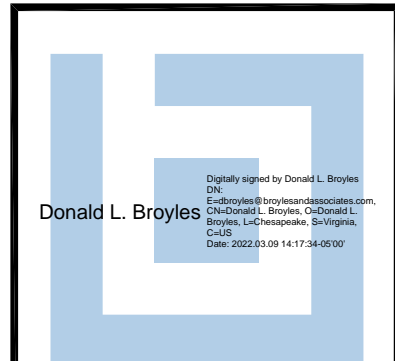 Donald L. Broyles
Digitally signed by Donald L. Broyles
DN:
E=dbroyles@broylesandassociates.com,
CN=Donald L. Broyles, O=Donald L.
Broyles, L=Chesapeake, S=Virginia,
C=US
Date: 2022.03.09 14:17:34-05'00'